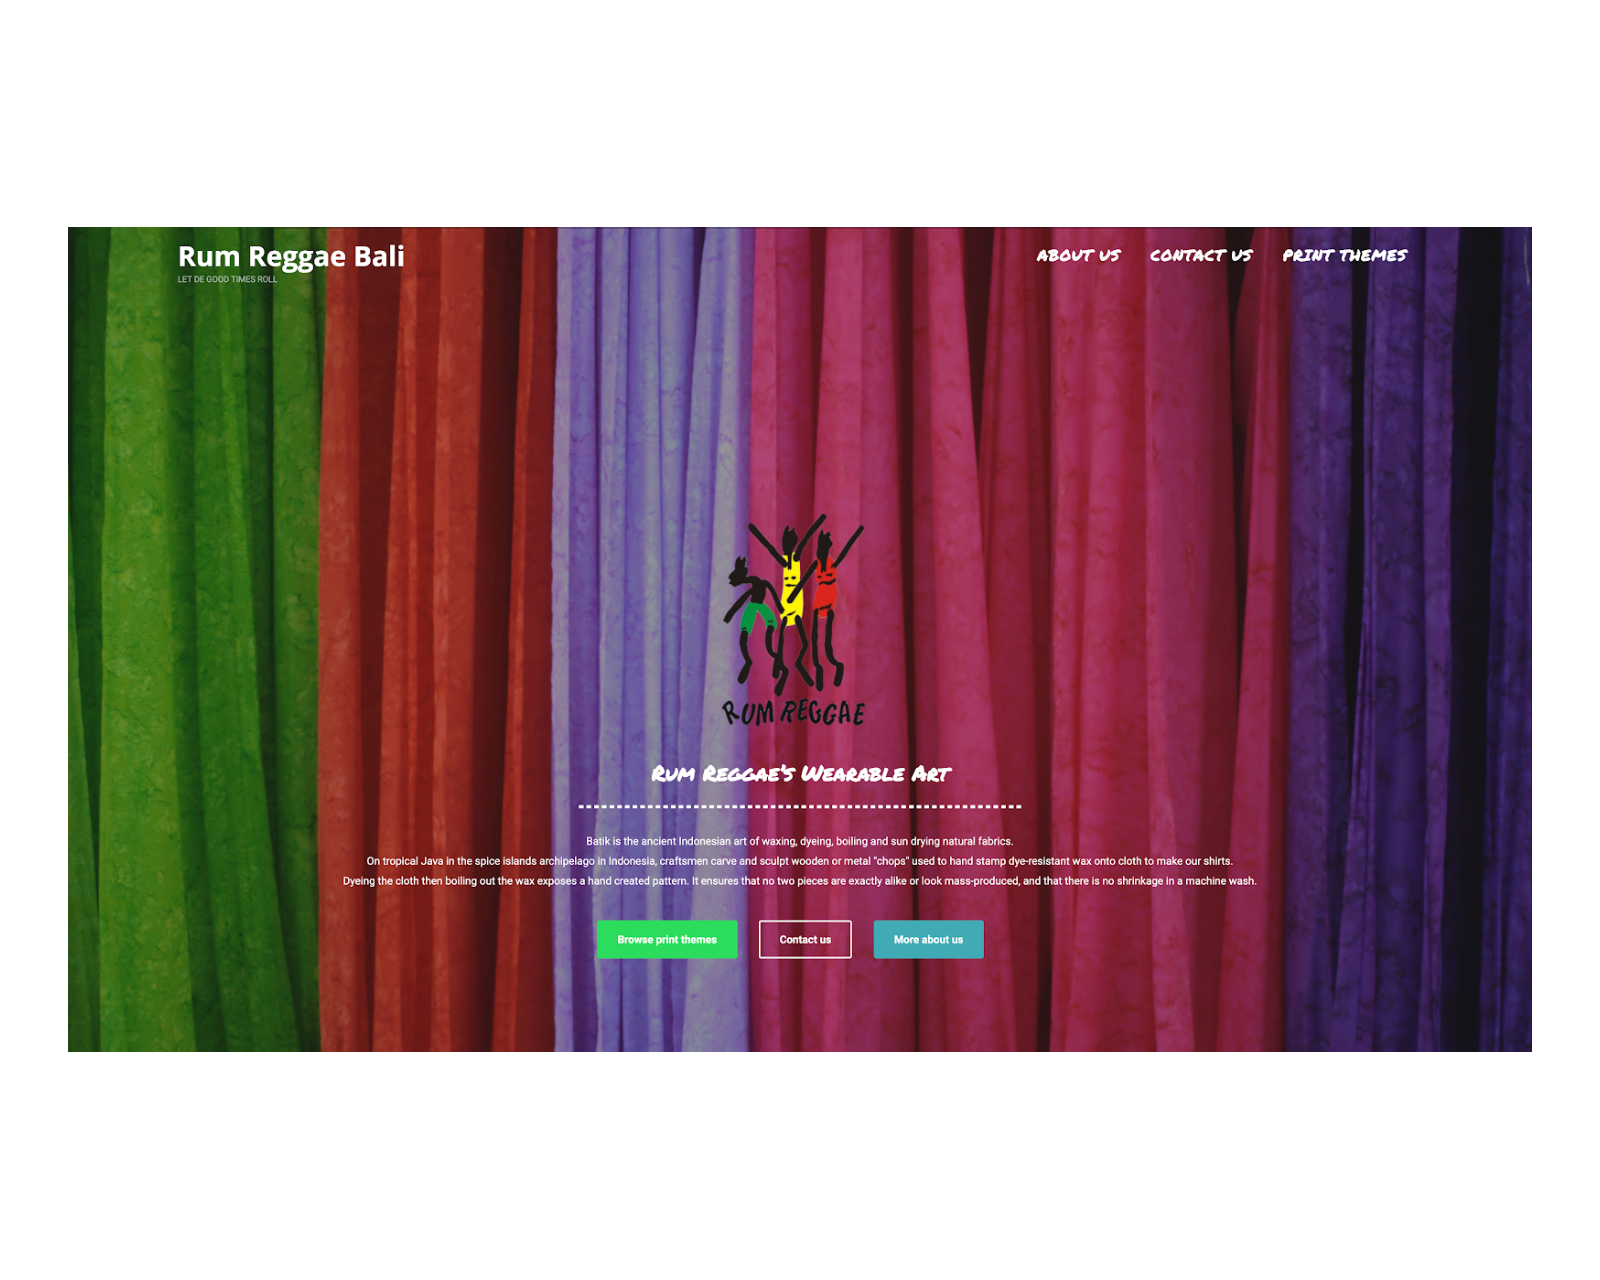 Rum Reggae Bali
LET DE GOOD TIMES ROLL
ABOUT US CONTACT US PRINT THEMES
RUM REGGAE
Rum Reggae's Wearable Art
Batik is the ancient Indonesian art of waxing, dyeing, boiling and sun drying natural fabrics.
On tropical Java in the spice islands archipelago in Indonesia, craftsmen carve and sculpt wooden or metal "chops" used to hand stamp dye-resistant wax onto cloth to make our shirts.
Dyeing the cloth then boiling out the wax exposes a hand created pattern. It ensures that no two pieces are exactly alike or look mass-produced, and that there is no shrinkage in a machine wash.
Browse print themes Contact us More about us